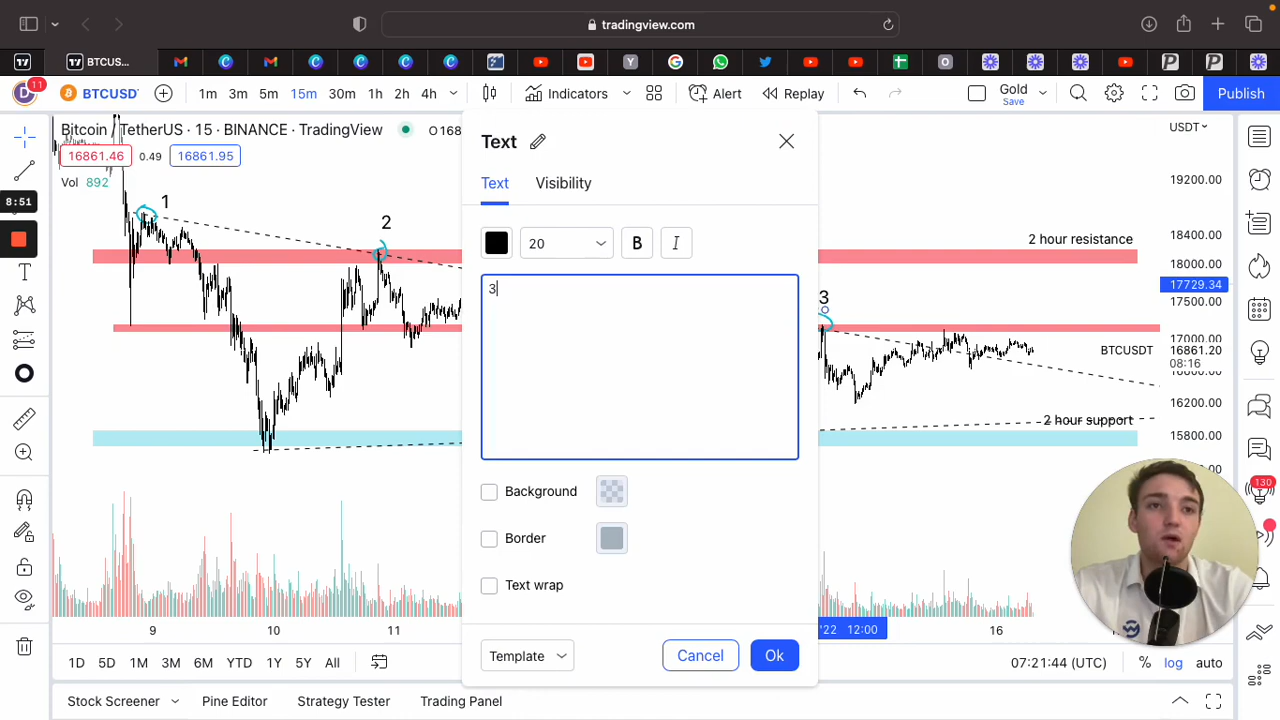 tradingview.com
BTCUS...
11
BTCUSD
1m 3m 5m 15m 30m 1h 2h 4h
Indicators
Alert
Replay
Gold
Save
Publish
Bitcoin / TetherUS · 15 · BINANCE · TradingView
O168
16861.46 0.49 16861.95
Vol 892
8:51
1
2
3
Text
Text Visibility
20 B I
3
Background
Border
Text wrap
Template
Cancel
Ok
USDT
19200.00
18400.00
18000.00
17729.34
17500.00
17000.00
BTCUSDT 16861.20
08:16
16200.00
15800.00
2 hour resistance
2 hour support
130
9 10 11 '22 12:00 16
1D 5D 1M 3M 6M YTD 1Y 5Y All
07:21:44 (UTC) % log auto
Stock Screener Pine Editor Strategy Tester Trading Panel